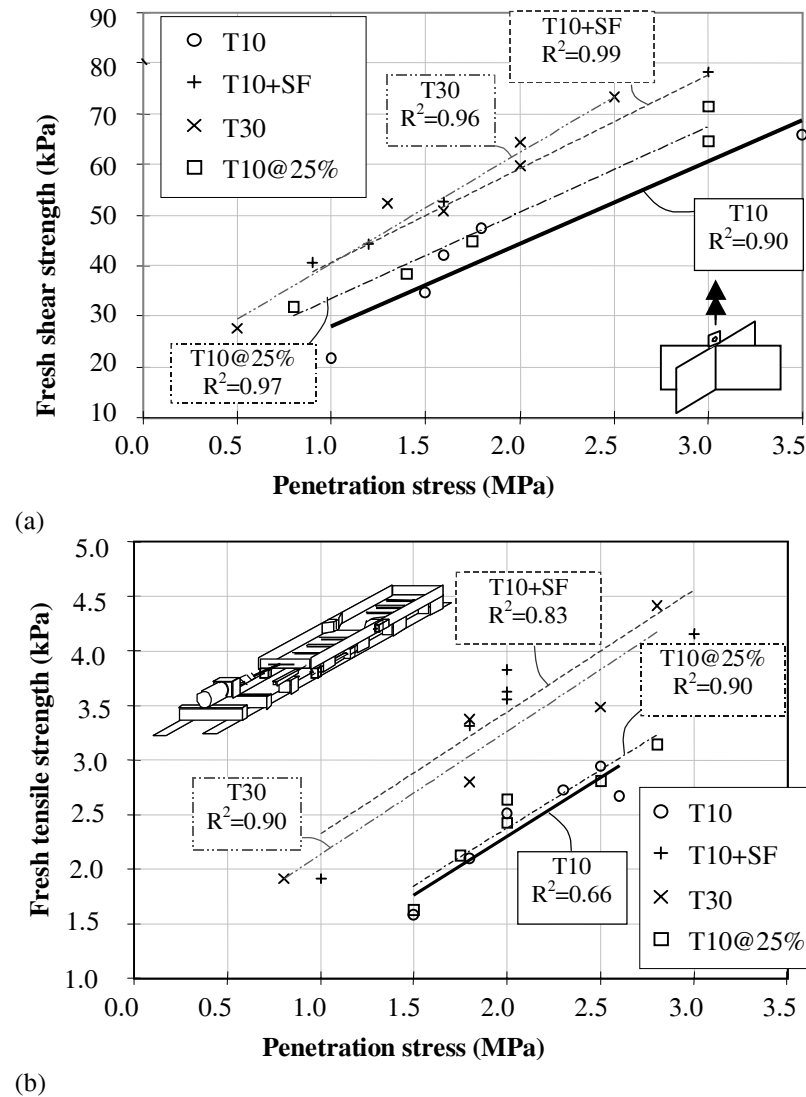 90
80
70
60
50
40
30
20
10
Fresh shear strength (kPa)
T10
T10+SF
T30
T10@25%
T10+SF
R²=0.99
T30
R²=0.96
T10
R²=0.90
T10@25%
R²=0.97
0.0 0.5 1.0 1.5 2.0 2.5 3.0 3.5
Penetration stress (MPa)
(a)
5.0
4.5
4.0
3.5
3.0
2.5
2.0
1.5
1.0
Fresh tensile strength (kPa)
T10+SF
R²=0.83
T10@25%
R²=0.90
T30
R²=0.90
T10
R²=0.66
T10
T10+SF
T30
T10@25%
0.0 0.5 1.0 1.5 2.0 2.5 3.0 3.5
Penetration stress (MPa)
(b)